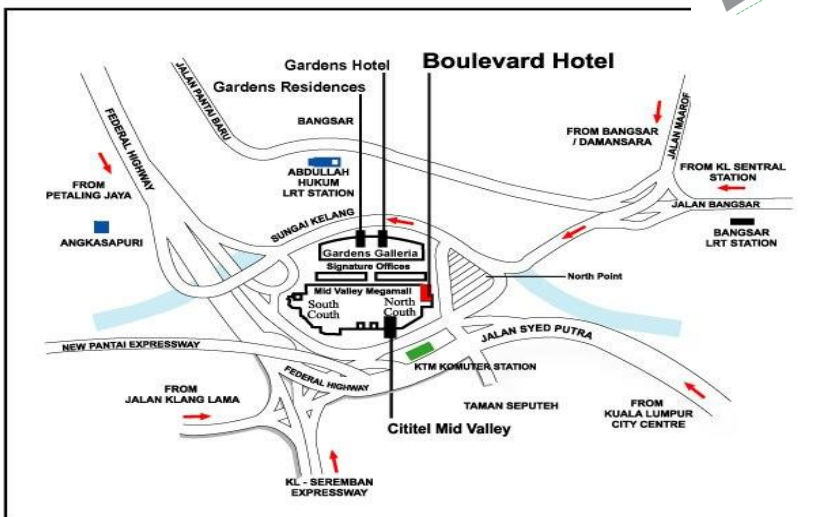 Gardens Hotel
Boulevard Hotel
Gardens Residences
JALAN PANTAI BARU
BANGSAR
FEDERAL HIGHWAY
FROM BANGSAR
/ DAMANSARA
JALAN MAAROF
FROM
PETALING JAYA
ABDULLAH
HUKUM
LRT STATION
FROM KL SENTRAL
STATION
JALAN BANGSAR
ANGKASAPURI
SUNGAI KELANG
BANGSAR
LRT STATION
Gardens Galleria
Signature Offices
North Point
Mid Valley Megamall
South
Couth
North
Couth
NEW PANTAI EXPRESSWAY
JALAN SYED PUTRA
KTM KOMUTER STATION
FEDERAL HIGHWAY
FROM
JALAN KLANG LAMA
TAMAN SEPUTEH
FROM
KUALA LUMPUR
CITY CENTRE
Cititel Mid Valley
KL - SEREMBAN
EXPRESSWAY